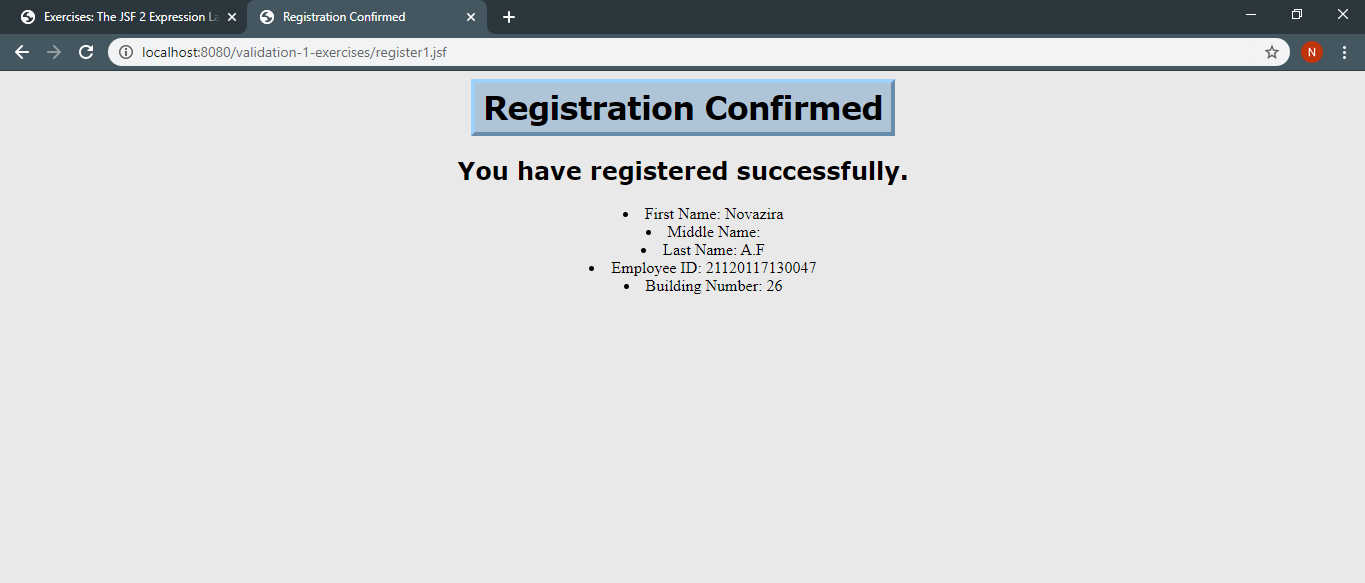 Exercises: The JSF 2 Expression La
Registration Confirmed
localhost:8080/validation-1-exercises/register1.jsf
N
Registration Confirmed
You have registered successfully.
• First Name: Novazira
• Middle Name:
• Last Name: A.F
• Employee ID: 21120117130047
• Building Number: 26